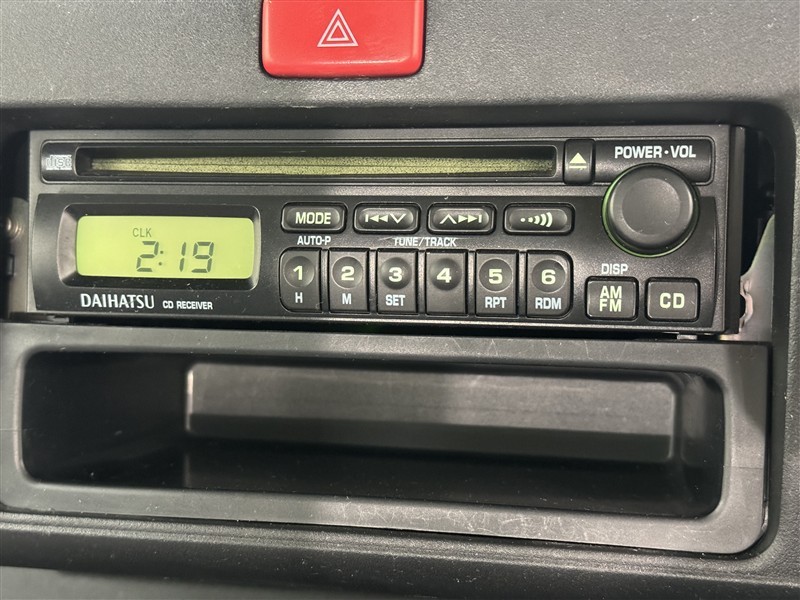 POWER • VOL
CLK
2:19
MODE
AUTO-P
TUNE/TRACK
DISP
1
H
2
M
3
SET
4
5
RPT
6
RDM
AM
FM
CD
DAIHATSU CD RECEIVER